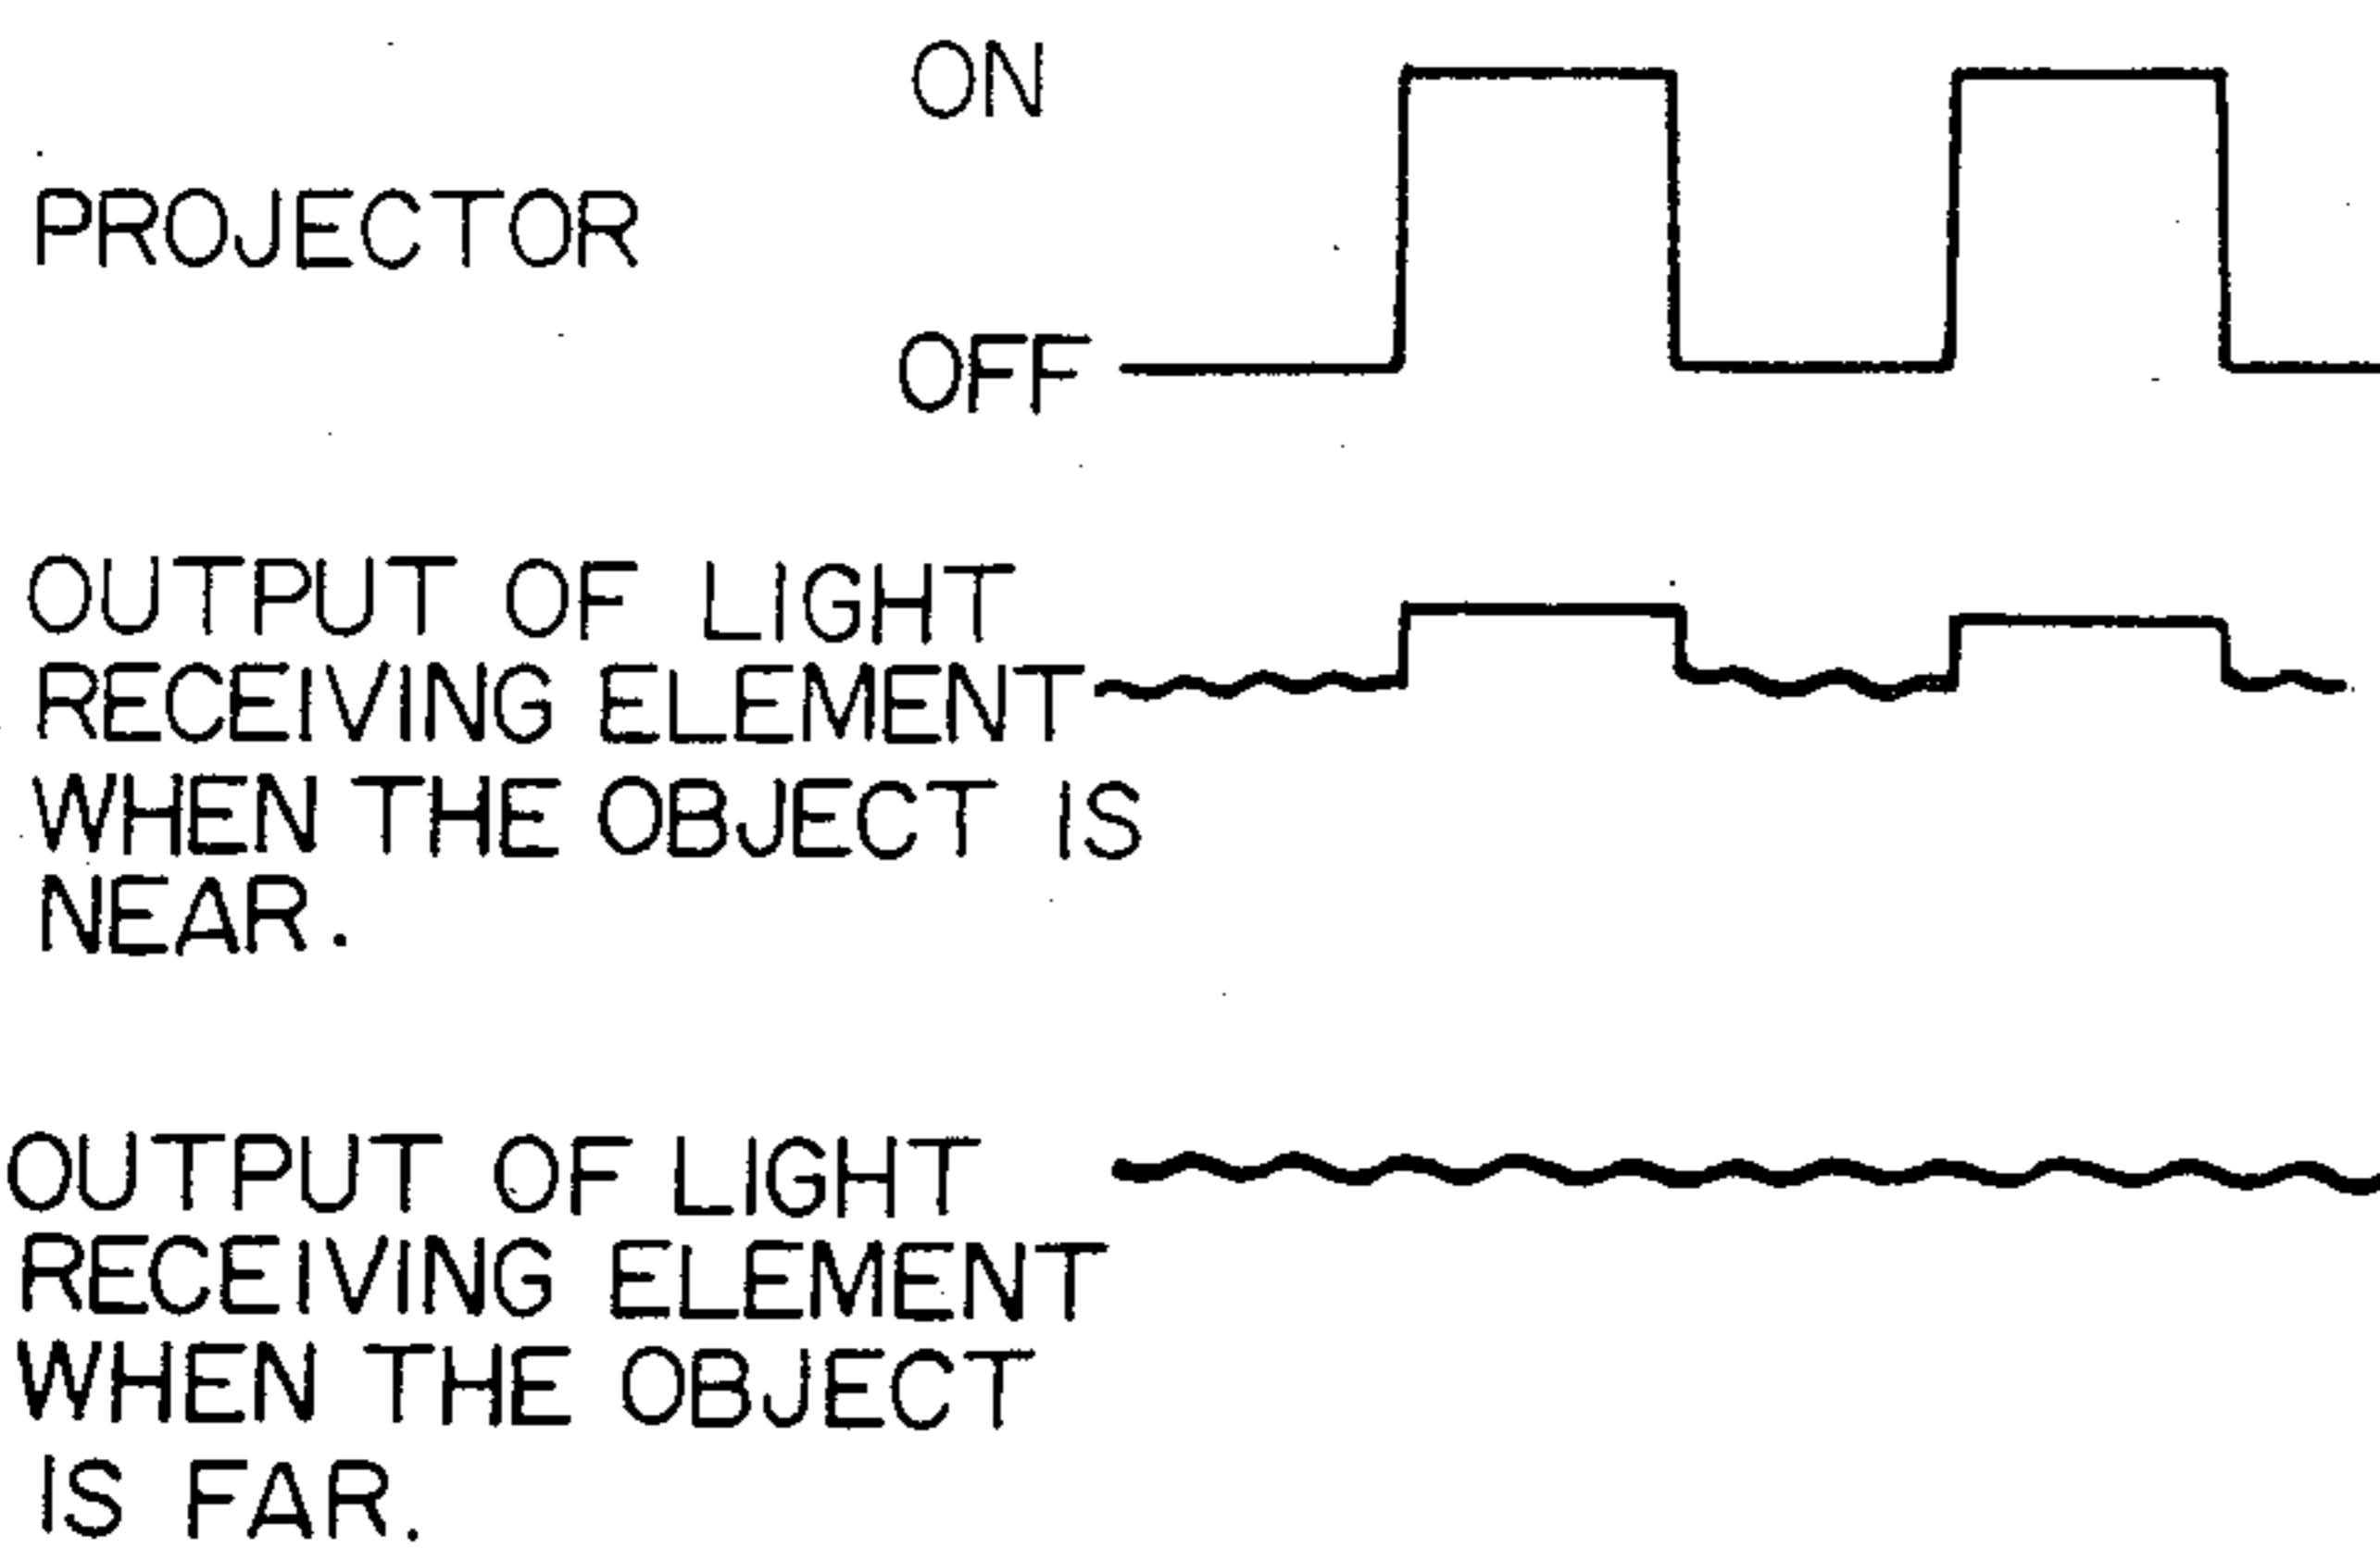 ON
PROJECTOR
OFF
OUTPUT OF LIGHT
RECEIVING ELEMENT
WHEN THE OBJECT IS
NEAR.
OUTPUT OF LIGHT
RECEIVING ELEMENT
WHEN THE OBJECT
IS FAR.